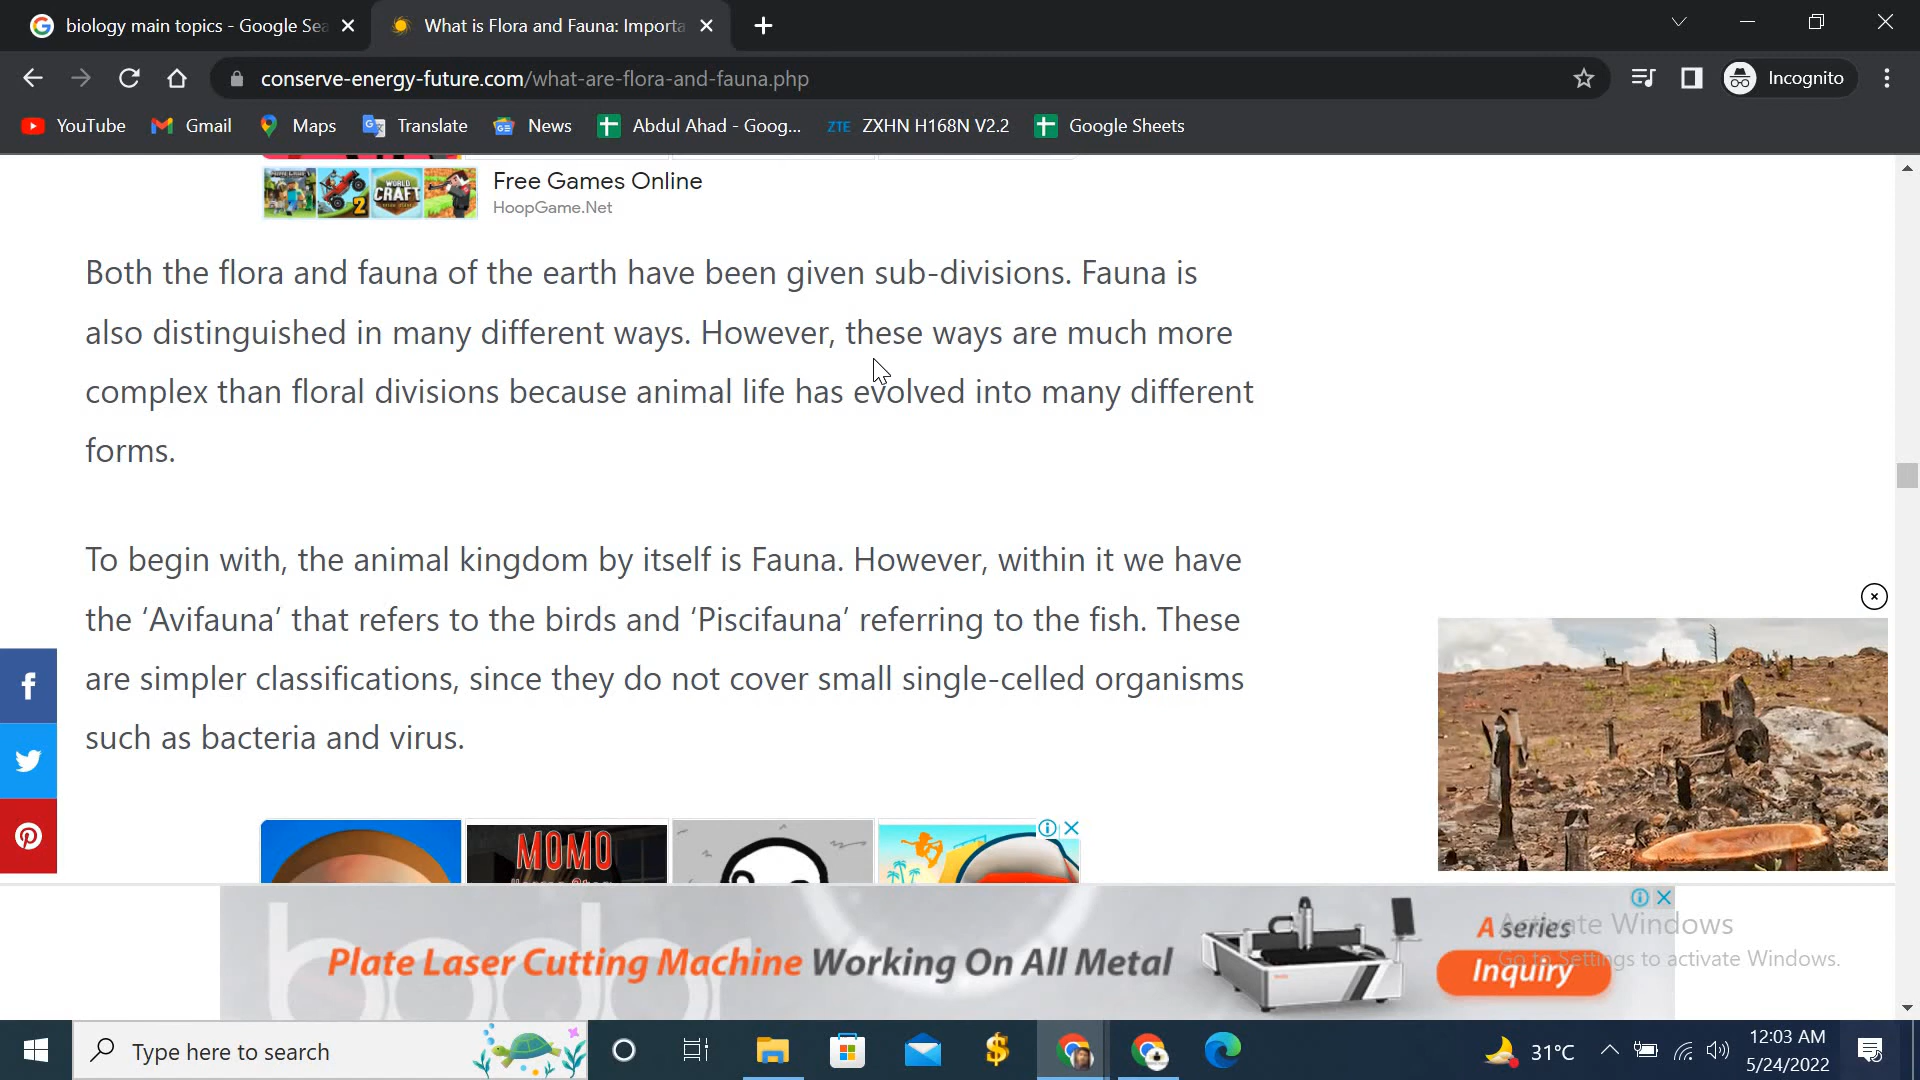 biology main topics - Google Sea
What is Flora and Fauna: Importa
conserve-energy-future.com/what-are-flora-and-fauna.php
Incognito
YouTube
Gmail
Maps
Translate
News
Abdul Ahad - Goog...
ZTE ZXHN H168N V2.2
Google Sheets
WORLD
CRAFT
2
Free Games Online
HoopGame.Net
Both the flora and fauna of the earth have been given sub-divisions. Fauna is
also distinguished in many different ways. However, these ways are much more
complex than floral divisions because animal life has evolved into many different
forms.
To begin with, the animal kingdom by itself is Fauna. However, within it we have
the ‘Avifauna’ that refers to the birds and ‘Piscifauna’ referring to the fish. These
are simpler classifications, since they do not cover small single-celled organisms
such as bacteria and virus.
MOMO
bodor
Plate Laser Cutting Machine Working On All Metal
A series
Inquiry
Activate Windows
Go to Settings to activate Windows.
Type here to search
31°C
12:03 AM
5/24/2022